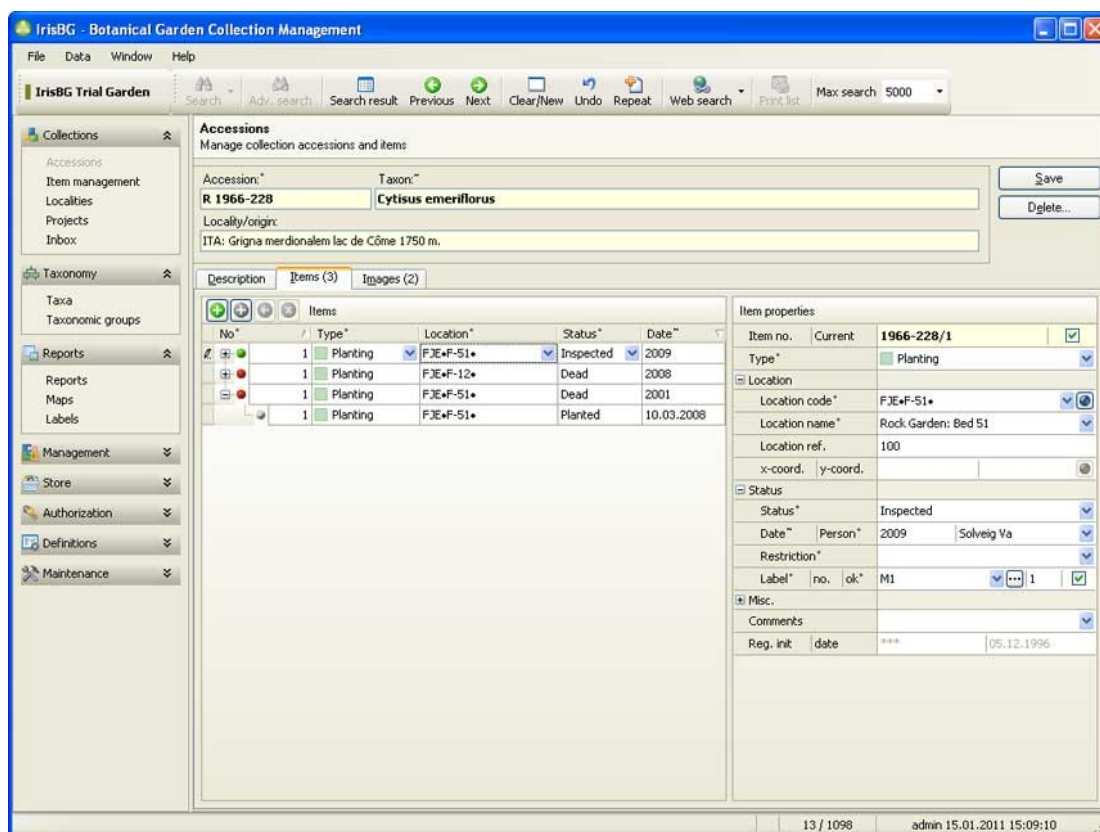 IrisBG - Botanical Garden Collection Management
File Data Window Help
IrisBG Trial Garden
Search Adv. search Search result Previous Next Clear/New Undo Repeat Web search Print list Max search 5000
Collections
Accessions
Item management
Localities
Projects
Inbox
Taxonomy
Taxa
Taxonomic groups
Reports
Reports
Maps
Labels
Management
Store
Authorization
Definitions
Maintenance
Accessions
Manage collection accessions and items
Accession:* Taxon:~
R 1966-228 Cytisus emeriflorus
Locality/origin:
ITA: Grigna merdionalem lac de Côme 1750 m.
Save
Delete...
Description Items (3) Images (2)
Items
No* / Type* Location* Status* Date~
1 Planting FJE•F-51• Inspected 2009
1 Planting FJE•F-12• Dead 2008
1 Planting FJE•F-51• Dead 2001
1 Planting FJE•F-51• Planted 10.03.2008
Item properties
Item no. Current 1966-228/1
Type* Planting
Location
Location code* FJE•F-51•
Location name* Rock Garden: Bed 51
Location ref. 100
x-coord. y-coord.
Status
Status* Inspected
Date~ Person* 2009 Solveig Va
Restriction*
Label* no. ok* M1 ... 1
Misc.
Comments
Reg. init date *** 05.12.1996
13 / 1098 admin 15.01.2011 15:09:10